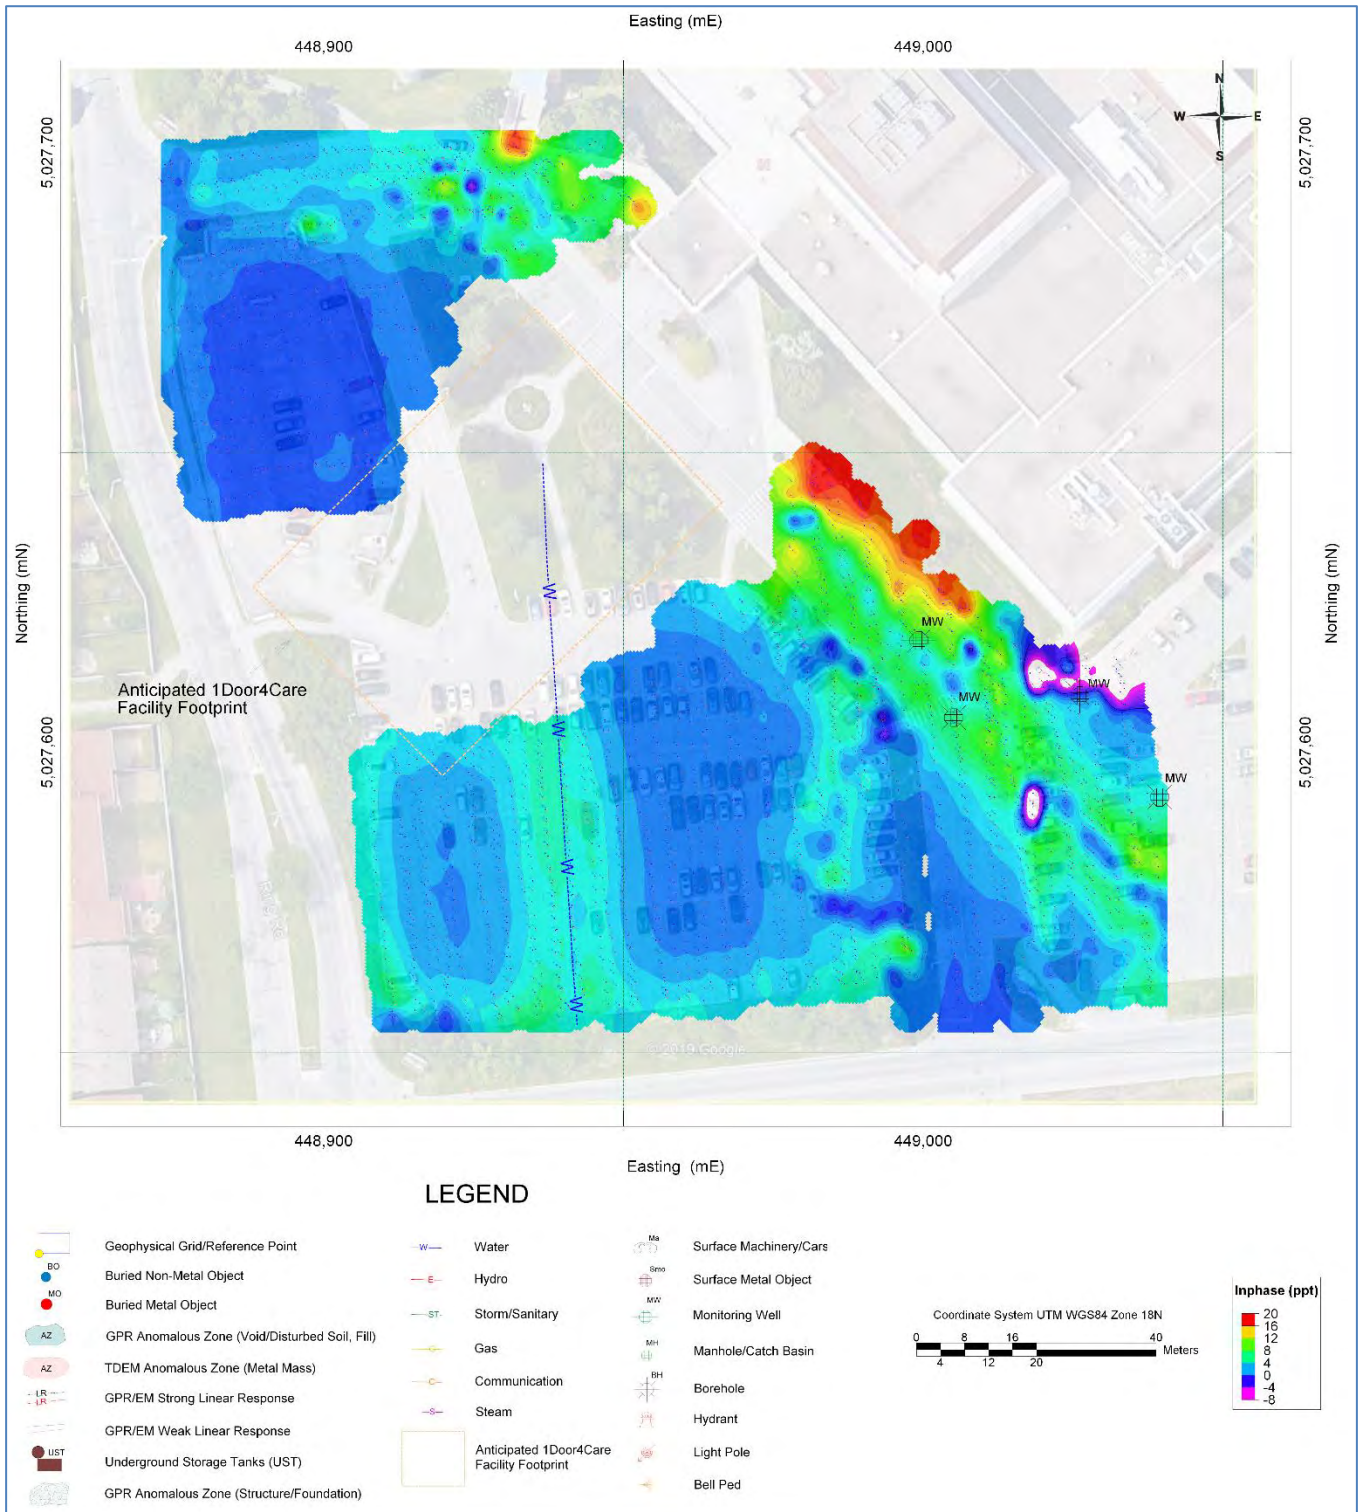 Easting (mE)
448,900
449,000
N
W
E
S
5,027,700
5,027,700
MW
MW
MW
MW
Anticipated 1Door4Care
Facility Footprint
W
W
W
W
Northing (mN)
Northing (mN)
5,027,600
5,027,600
© 2019 Google
448,900
449,000
Easting (mE)
LEGEND
Geophysical Grid/Reference Point
BO
Buried Non-Metal Object
MO
Buried Metal Object
AZ
GPR Anomalous Zone (Void/Disturbed Soil, Fill)
AZ
TDEM Anomalous Zone (Metal Mass)
LR
LR
GPR/EM Strong Linear Response
GPR/EM Weak Linear Response
UST
Underground Storage Tanks (UST)
GPR Anomalous Zone (Structure/Foundation)
W
Water
E
Hydro
ST
Storm/Sanitary
G
Gas
C
Communication
S
Steam
Anticipated 1Door4Care
Facility Footprint
Ma
Surface Machinery/Cars
Smo
Surface Metal Object
MW
Monitoring Well
MH
Manhole/Catch Basin
BH
Borehole
Hydrant
Light Pole
Bell Ped
Coordinate System UTM WGS84 Zone 18N
0 8 16 40
Meters
4 12 20
Inphase (ppt)
20
16
12
8
4
0
-4
-8